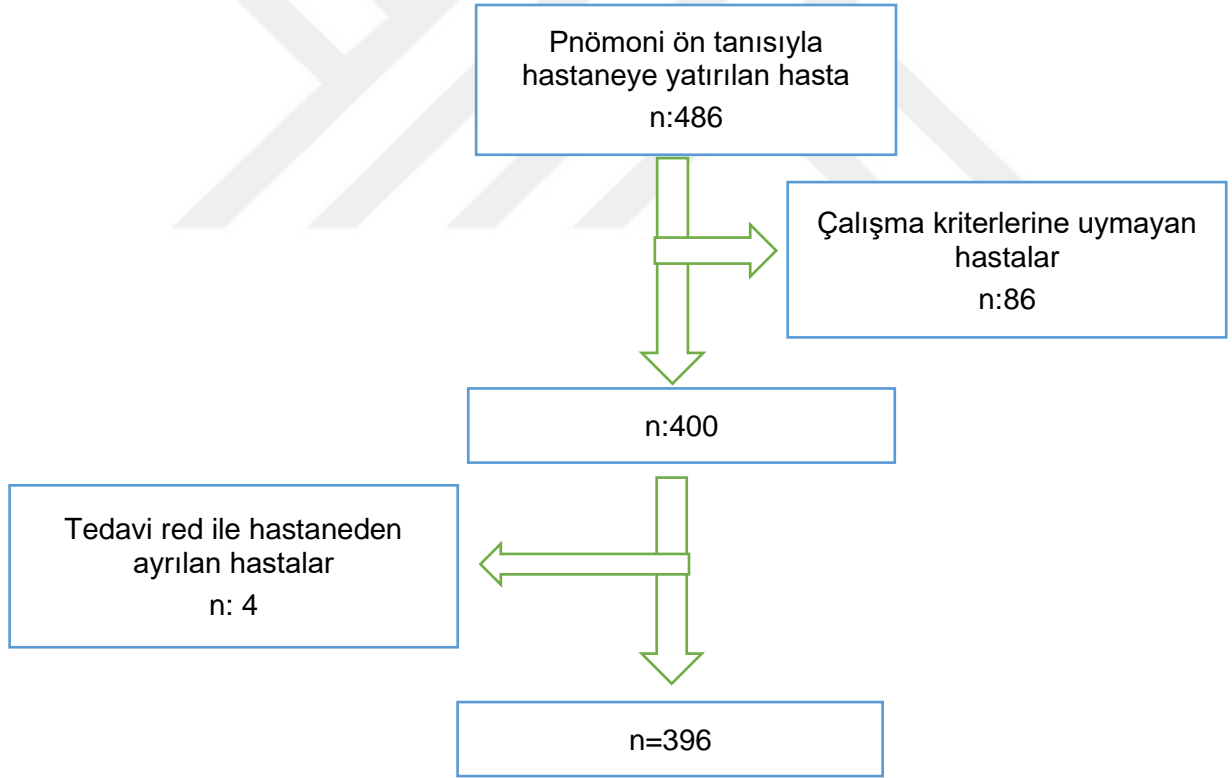 Pnömoni ön tanısıyla
hastaneye yatırılan hasta
n:486
Çalışma kriterlerine uymayan
hastalar
n:86
n:400
Tedavi red ile hastaneden
ayrılan hastalar
n: 4
n=396